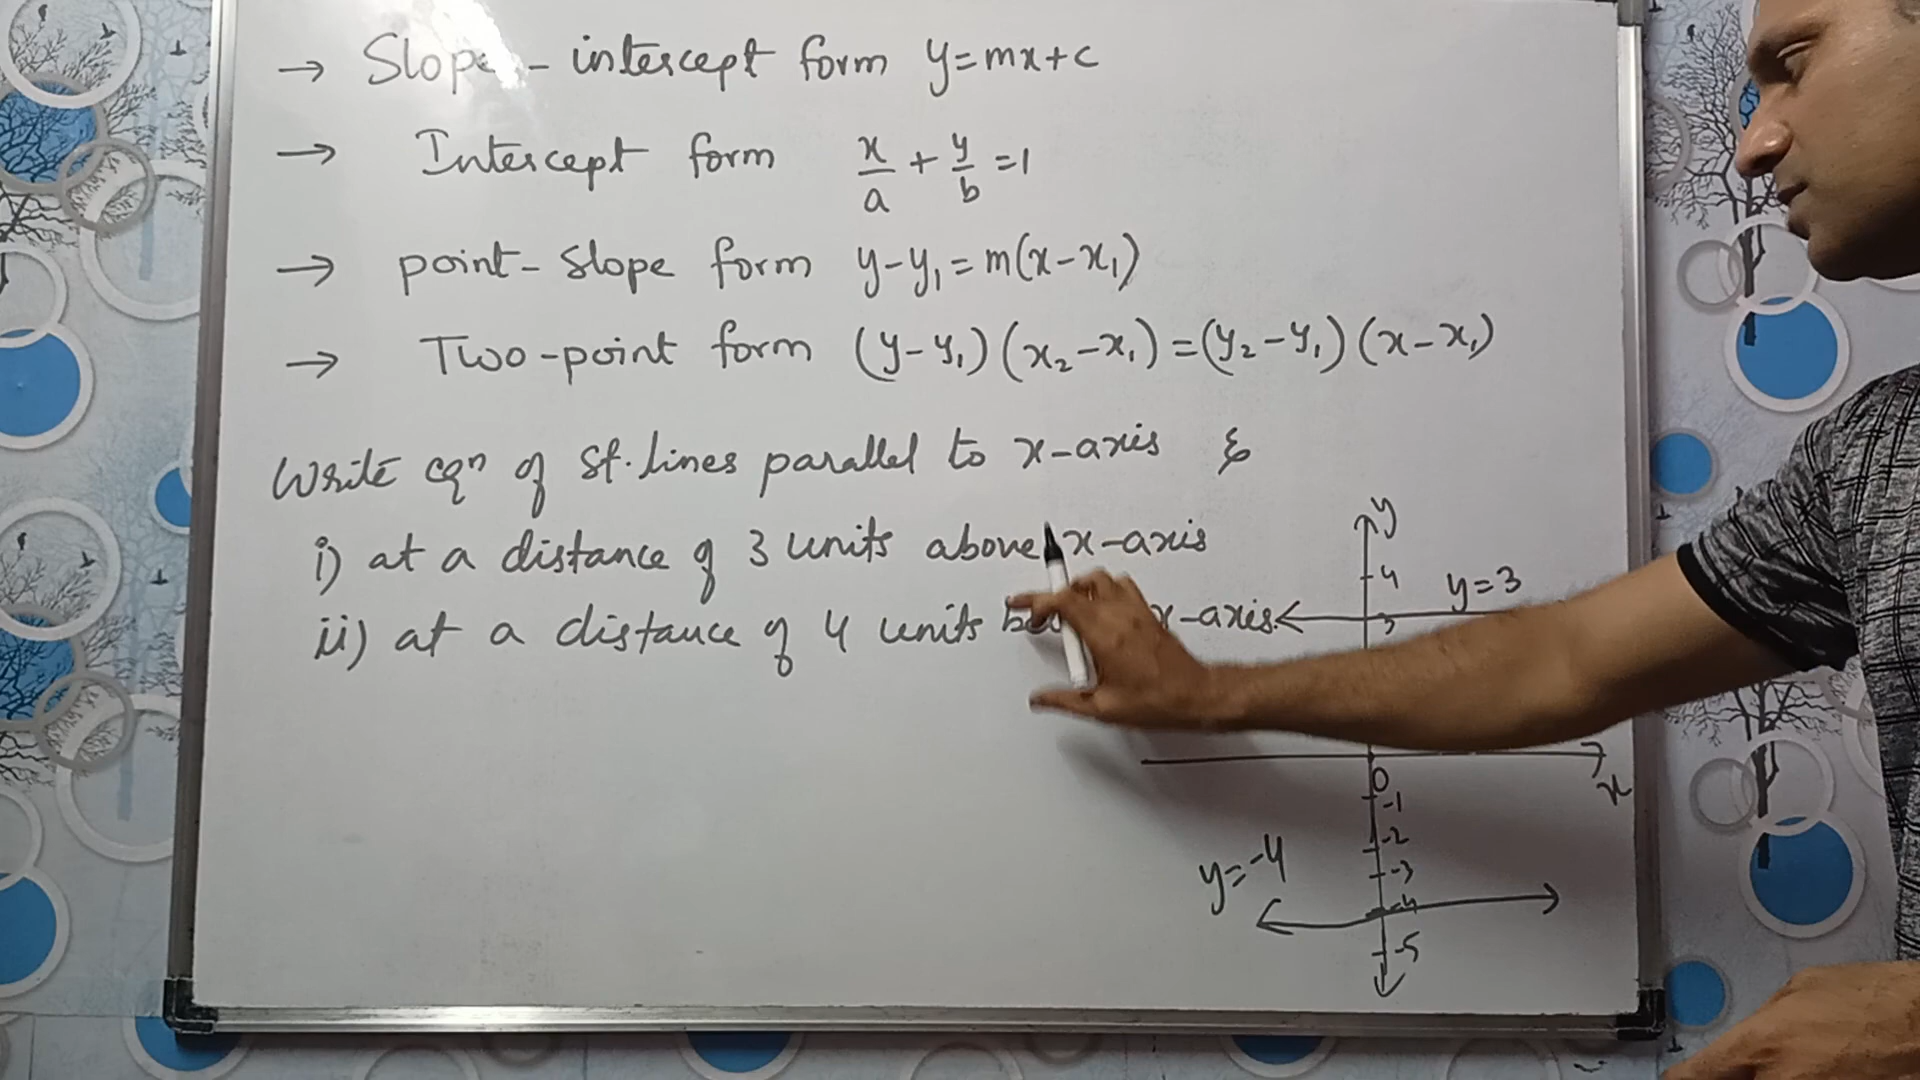 → Slope - intercept form y=mx+c
→ Intercept form x/a + y/b =1
→ point-slope form y-y₁=m(x-x₁)
→ Two-point form (y-y₁)(x₂-x₁)=(y₂-y₁)(x-x₁)
Write eqⁿ of st. lines parallel to x-axis &
i) at a distance of 3 units above x-axis
ii) at a distance of 4 units x-axis.
y
4
y=3
3
0
x
-1
-2
-3
y=-4
-4
-5